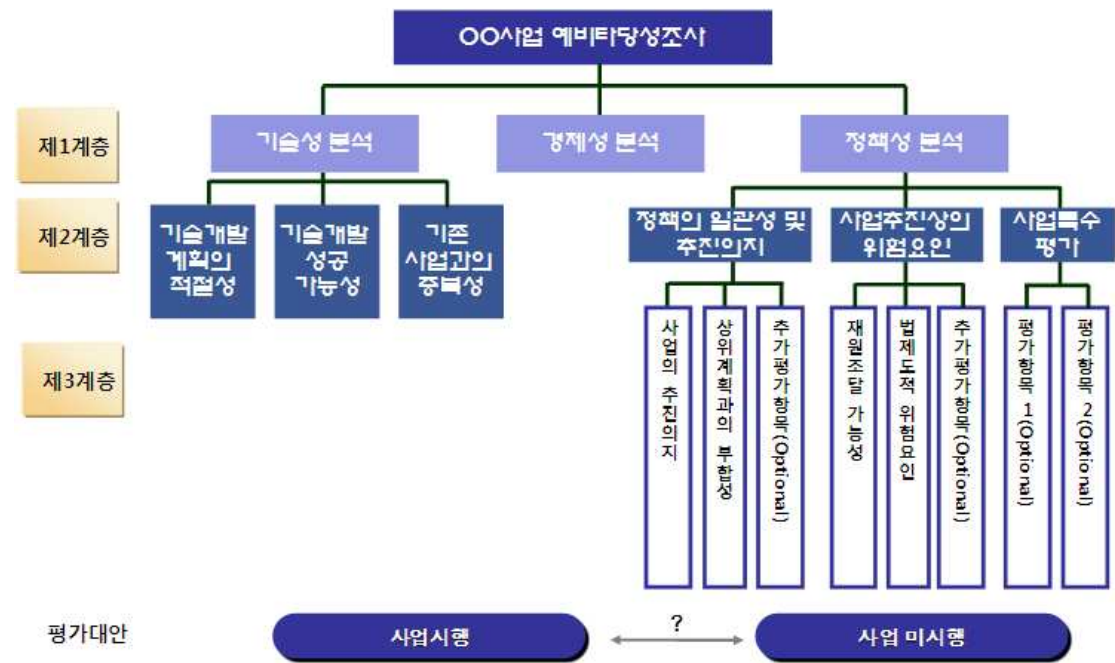 ○○사업 예비타당성조사
제1계층
기술성 분석
경제성 분석
정책성 분석
제2계층
기술개발
계획의
적절성
기술개발
성공
가능성
기존
사업과의
중복성
정책의 일관성 및
추진의지
사업추진상의
위험요인
사업특수
평가
제3계층
사업의 추진의지
상위계획과의 부합성
추가평가항목(Optional)
재원조달 가능성
법제도적 위험요인
추가평가항목(Optional)
평가항목 1(Optional)
평가항목 2(Optional)
평가대안
사업시행
?
사업 미시행